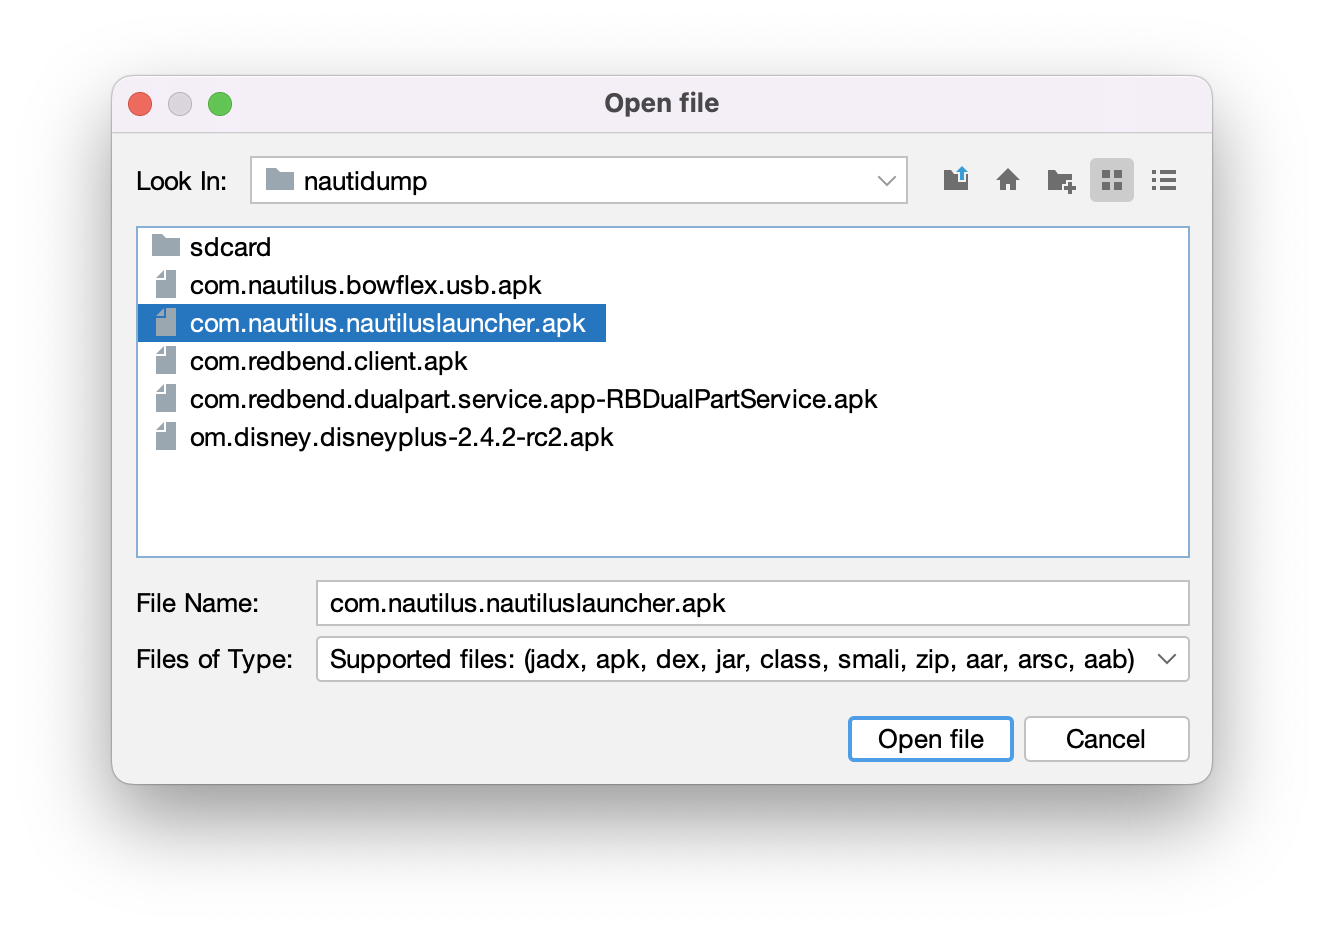 Open file
Look In: nautidump
sdcard
com.nautilus.bowflex.usb.apk
com.nautilus.nautiluslauncher.apk
com.redbend.client.apk
com.redbend.dualpart.service.app-RBDualPartService.apk
om.disney.disneyplus-2.4.2-rc2.apk
File Name: com.nautilus.nautiluslauncher.apk
Files of Type: Supported files: (jadx, apk, dex, jar, class, smali, zip, aar, arsc, aab)
Open file Cancel